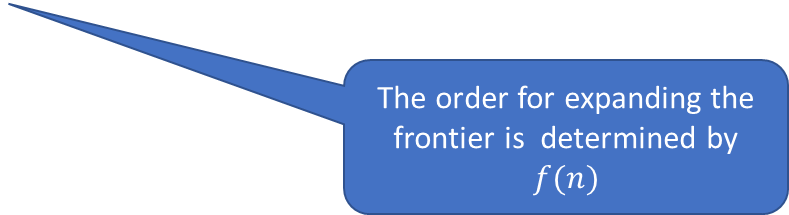 The order for expanding the
frontier is  determined by
f(n)